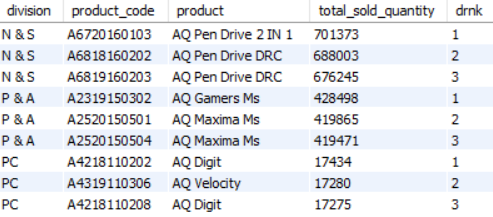 division product_code product total_sold_quantity drnk
N & S A6720160103 AQ Pen Drive 2 IN 1 701373 1
N & S A6818160202 AQ Pen Drive DRC 688003 2
N & S A6819160203 AQ Pen Drive DRC 676245 3
P & A A2319150302 AQ Gamers Ms 428498 1
P & A A2520150501 AQ Maxima Ms 419865 2
P & A A2520150504 AQ Maxima Ms 419471 3
PC A4218110202 AQ Digit 17434 1
PC A4319110306 AQ Velocity 17280 2
PC A4218110208 AQ Digit 17275 3